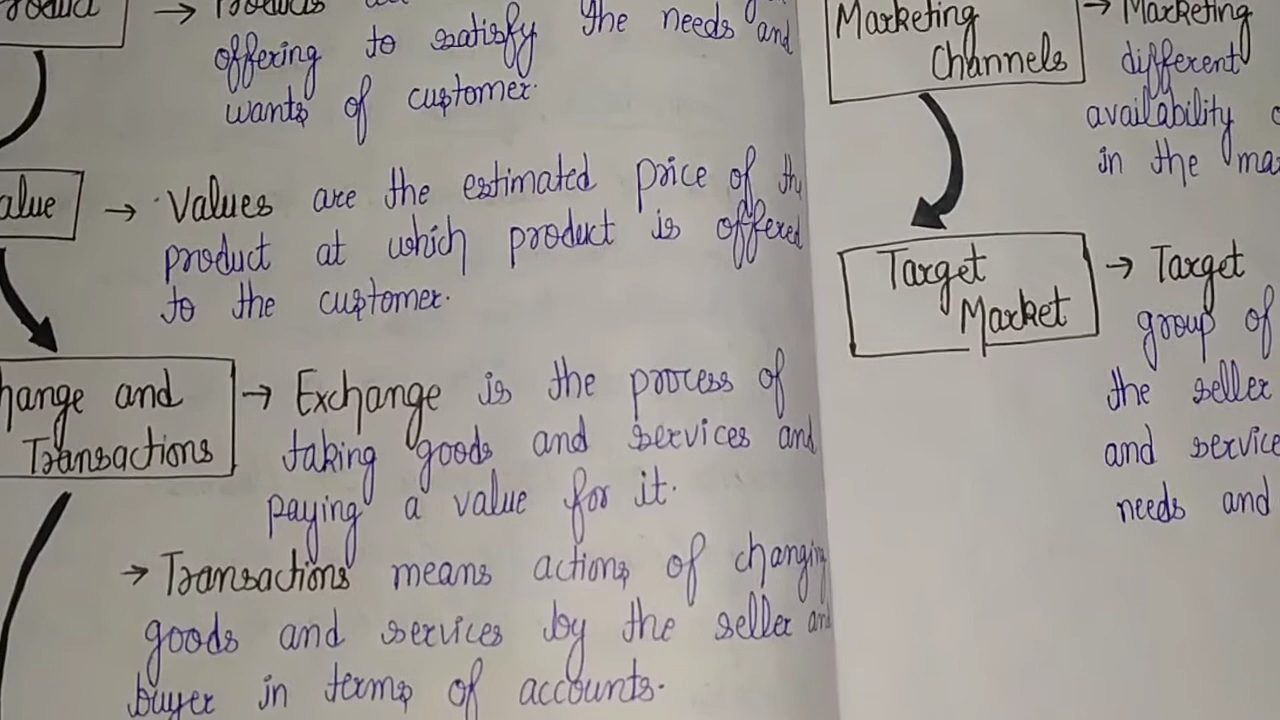 → Products
offering to satisfy the needs and
wants of customer.
alue → Values are the estimated price of the
product at which product is offered
to the customer.
hange and
Transactions
→ Exchange is the process of
taking goods and services and
paying a value for it.
→ Transactions means actions of changing
goods and services by the seller and
buyer in terms of accounts.
Marketing
Channels
→ Marketing
different
availability
in the
Target
Market
→ Target
group of
the seller
and service
needs and